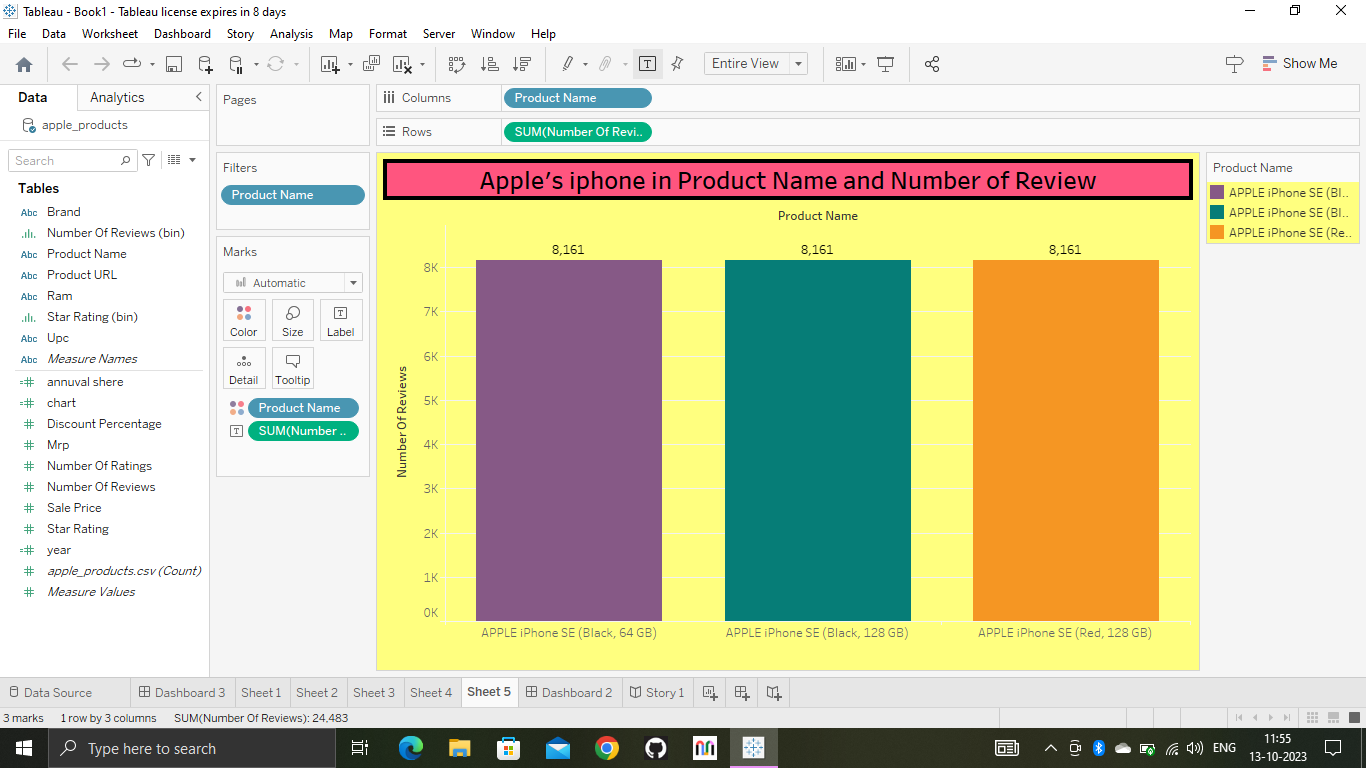 Tableau - Book1 - Tableau license expires in 8 days
File Data Worksheet Dashboard Story Analysis Map Format Server Window Help
Entire View
Show Me
Data Analytics
apple_products
Search
Tables
Abc Brand
Number Of Reviews (bin)
Abc Product Name
Abc Product URL
Abc Ram
Star Rating (bin)
Abc Upc
Abc Measure Names
annuval shere
chart
Discount Percentage
Mrp
Number Of Ratings
Number Of Reviews
Sale Price
Star Rating
year
apple_products.csv (Count)
Measure Values
Pages
Filters
Product Name
Marks
Automatic
Color Size Label
Detail Tooltip
Product Name
SUM(Number ..
Columns Product Name
Rows SUM(Number Of Revi..
Apple's iphone in Product Name and Number of Review
Product Name
8,161 8,161 8,161
8K
7K
6K
5K
4K
3K
2K
1K
0K
Number Of Reviews
APPLE iPhone SE (Black, 64 GB) APPLE iPhone SE (Black, 128 GB) APPLE iPhone SE (Red, 128 GB)
Product Name
APPLE iPhone SE (Bl..
APPLE iPhone SE (Bl..
APPLE iPhone SE (Re..
Data Source Dashboard 3 Sheet 1 Sheet 2 Sheet 3 Sheet 4 Sheet 5 Dashboard 2 Story 1
3 marks 1 row by 3 columns SUM(Number Of Reviews): 24,483
Type here to search
ENG
11:55
13-10-2023